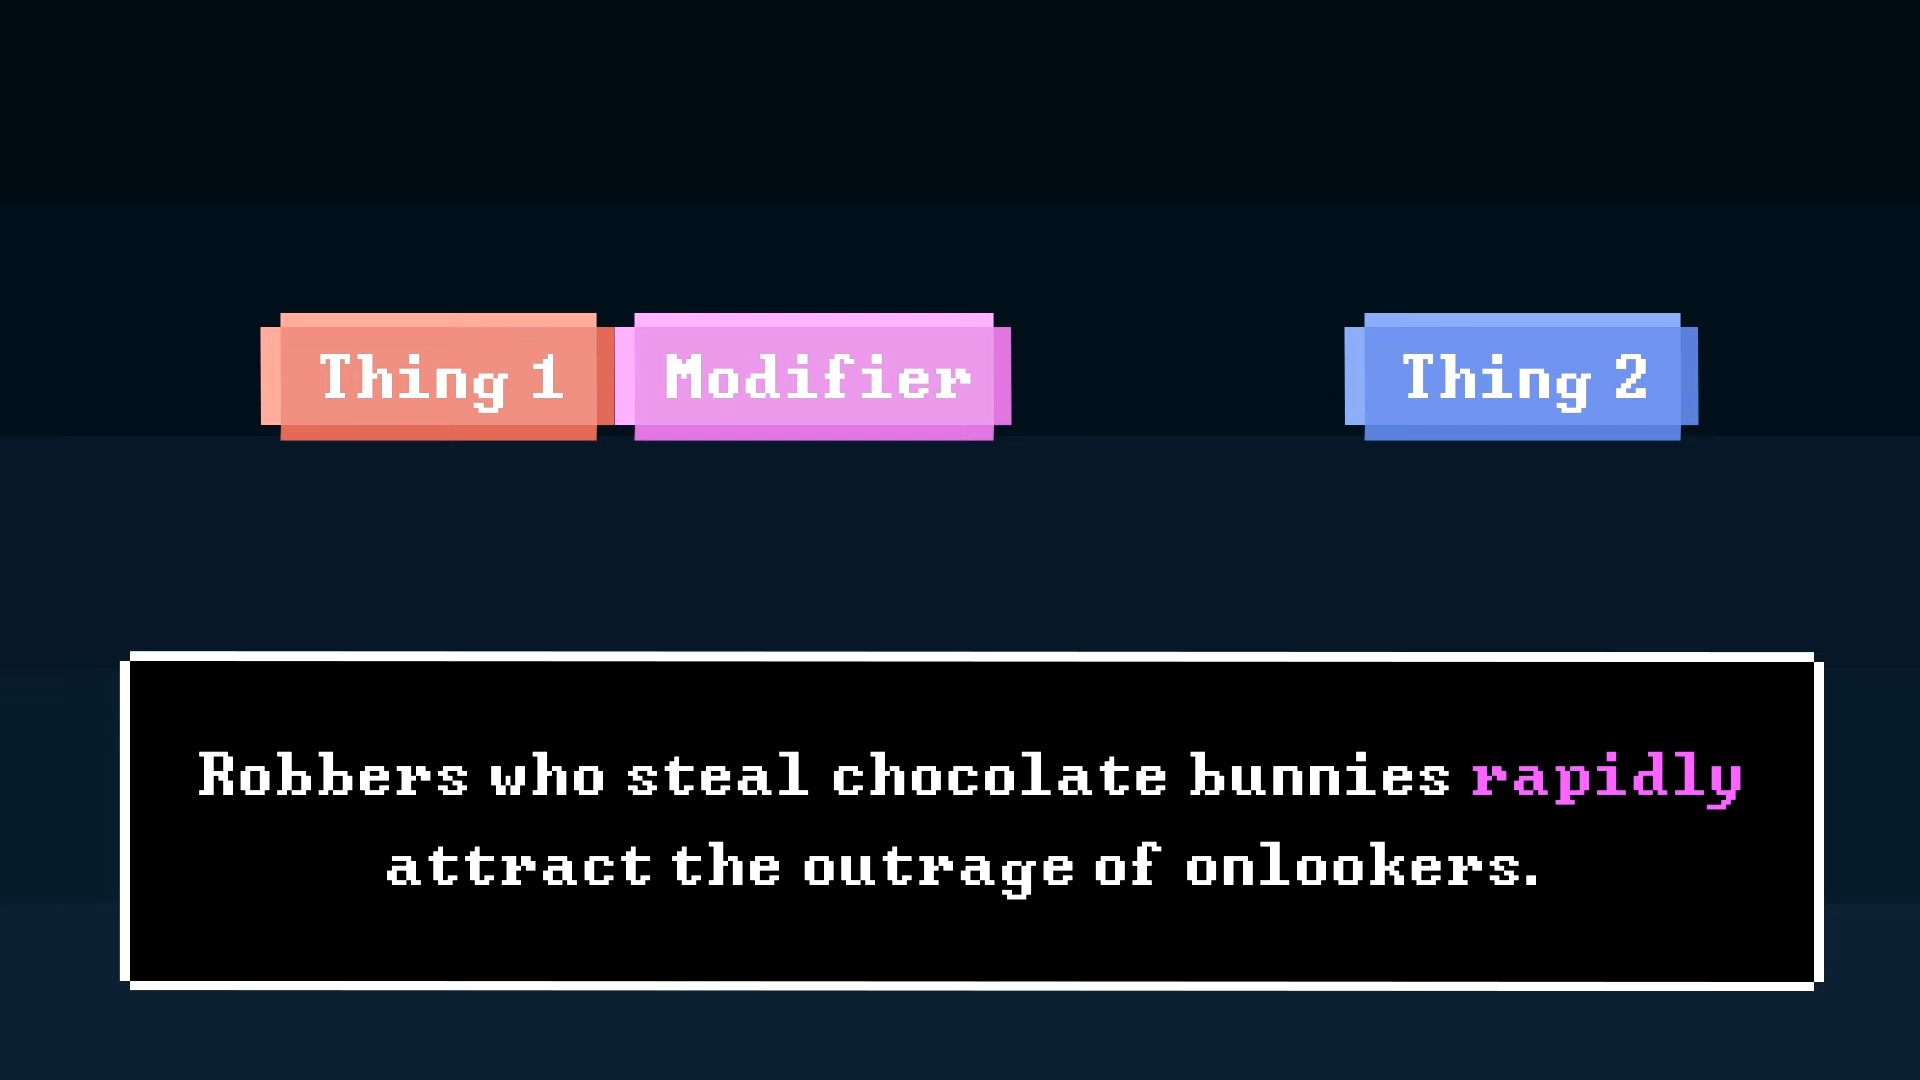 Thing 1 Modifier Thing 2
Robbers who steal chocolate bunnies rapidly
attract the outrage of onlookers.